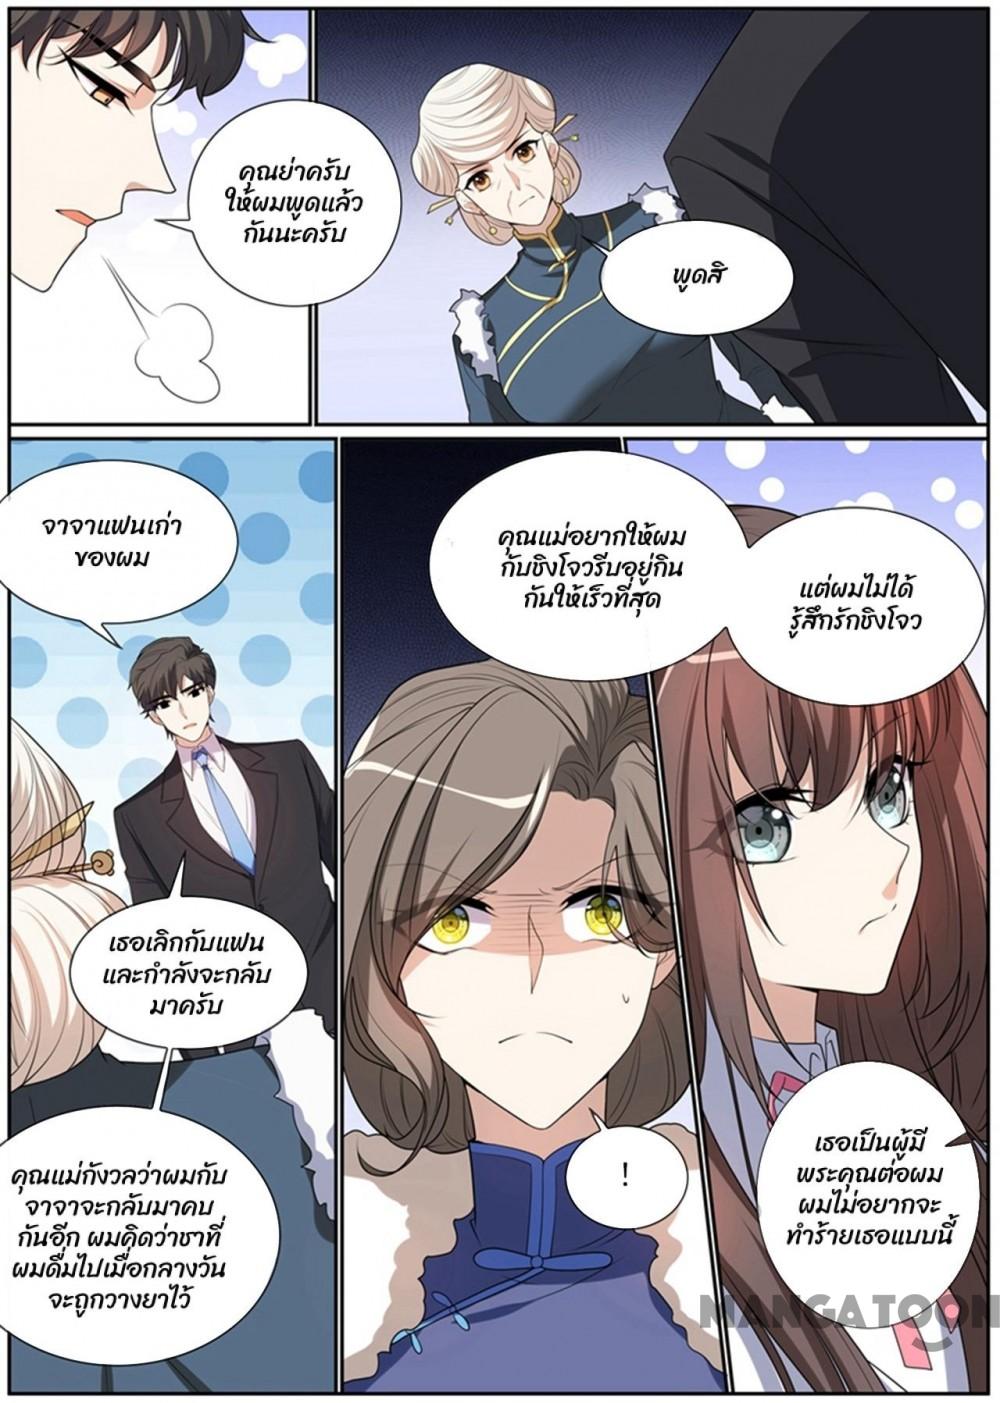 คุณย่าครับ
ให้ผมพูดแล้ว
กันนะครับ
พูดสิ
จาจาแฟนเก่า
ของผม
เธอเลิกกับแฟน
และกำลังจะกลับ
มาครับ
คุณแม่กังวลว่าผมกับ
จาจาจะกลับมาคบ
กันอีก ผมคิดว่าชาที่
ผมดื่มไปเมื่อกลางวัน
จะถูกวางยาไว้
คุณแม่อยากให้ผม
กับชิงโจวรีบอยู่กิน
กันให้เร็วที่สุด
!
แต่ผมไม่ได้
รู้สึกรักชิงโจว
เธอเป็นผู้มี
พระคุณต่อผม
ผมไม่อยากจะ
ทำร้ายเธอแบบนี้
MANGATOON